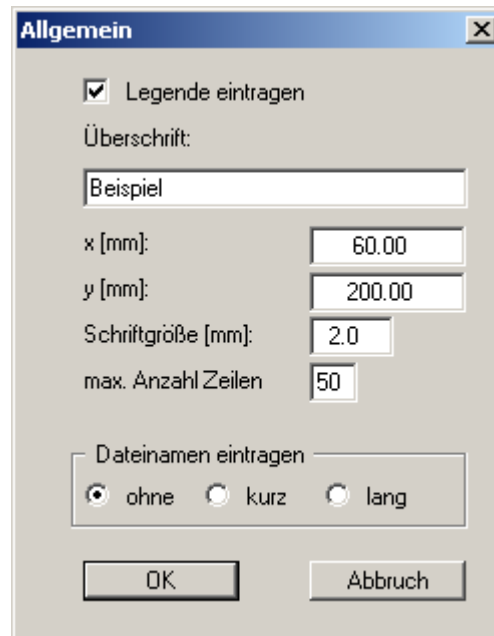 Allgemein
Legende eintragen
Überschrift:
Beispiel
x [mm]: 60.00
y [mm]: 200.00
Schriftgröße [mm]: 2.0
max. Anzahl Zeilen 50
Dateinamen eintragen
ohne kurz lang
OK Abbruch